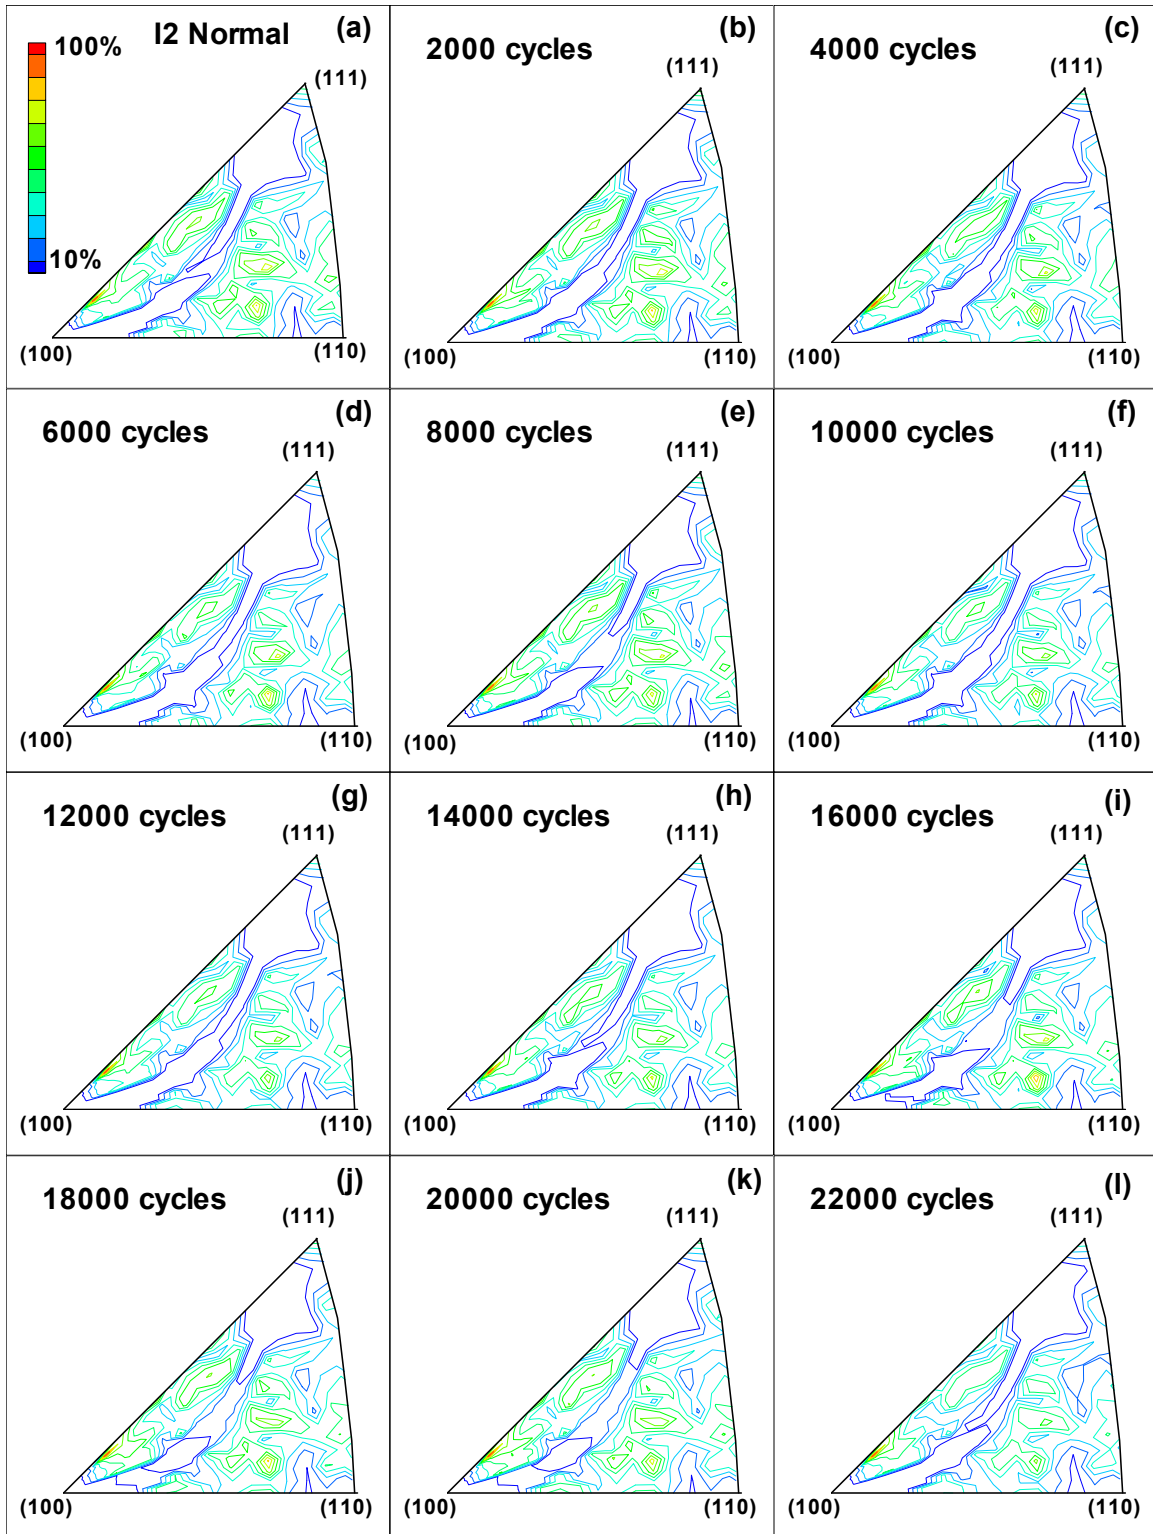 I2 Normal
(a)
100%
10%
(111)
(100)
(110)
2000 cycles
(b)
(111)
(100)
(110)
4000 cycles
(c)
(111)
(100)
(110)
6000 cycles
(d)
(111)
(100)
(110)
8000 cycles
(e)
(111)
(100)
(110)
10000 cycles
(f)
(111)
(100)
(110)
12000 cycles
(g)
(111)
(100)
(110)
14000 cycles
(h)
(111)
(100)
(110)
16000 cycles
(i)
(111)
(100)
(110)
18000 cycles
(j)
(111)
(100)
(110)
20000 cycles
(k)
(111)
(100)
(110)
22000 cycles
(l)
(111)
(100)
(110)